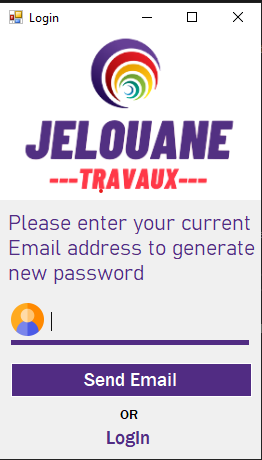 Login
JELOUANE
---TRAVAUX---
Please enter your current
Email address to generate
new password
Send Email
OR
LogIn